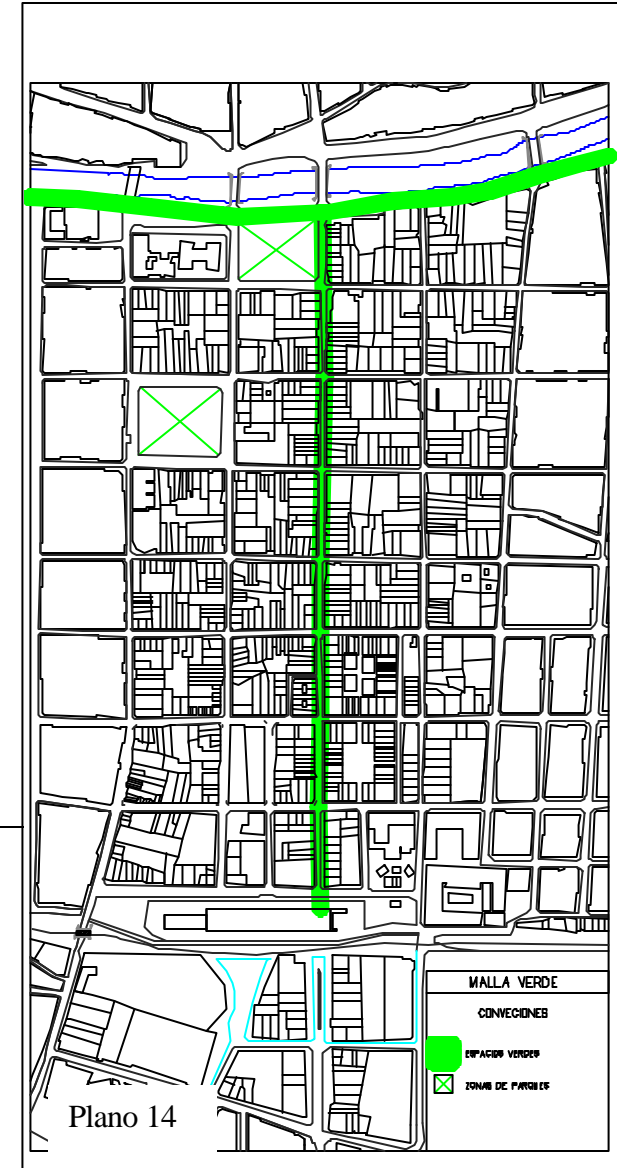 MALLA VERDE
CONVECIONES
ESPACIOS VERDES
ZONAS DE PARQUES
Plano 14